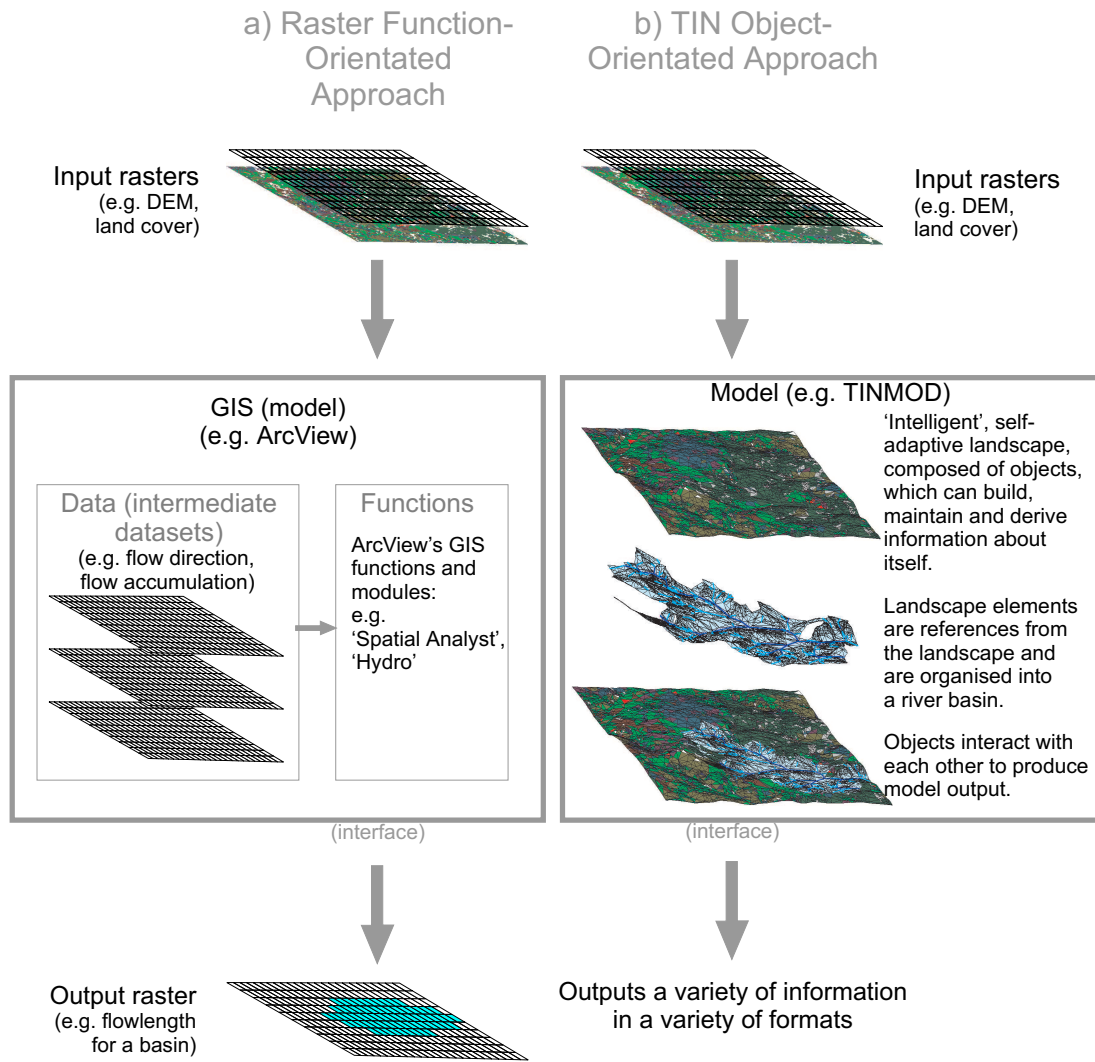 a) Raster Function-
Orientated
Approach
b) TIN Object-
Orientated Approach
Input rasters
(e.g. DEM,
land cover)
Input rasters
(e.g. DEM,
land cover)
GIS (model)
(e.g. ArcView)
Data (intermediate
datasets)
(e.g. flow direction,
flow accumulation)
Functions
ArcView's GIS
functions and
modules:
e.g.
‘Spatial Analyst’,
‘Hydro’
(interface)
Output raster
(e.g. flowlength
for a basin)
Model (e.g. TINMOD)
‘Intelligent’, self-
adaptive landscape,
composed of objects,
which can build,
maintain and derive
information about
itself.
Landscape elements
are references from
the landscape and
are organised into
a river basin.
Objects interact with
each other to produce
model output.
(interface)
Outputs a variety of information
in a variety of formats